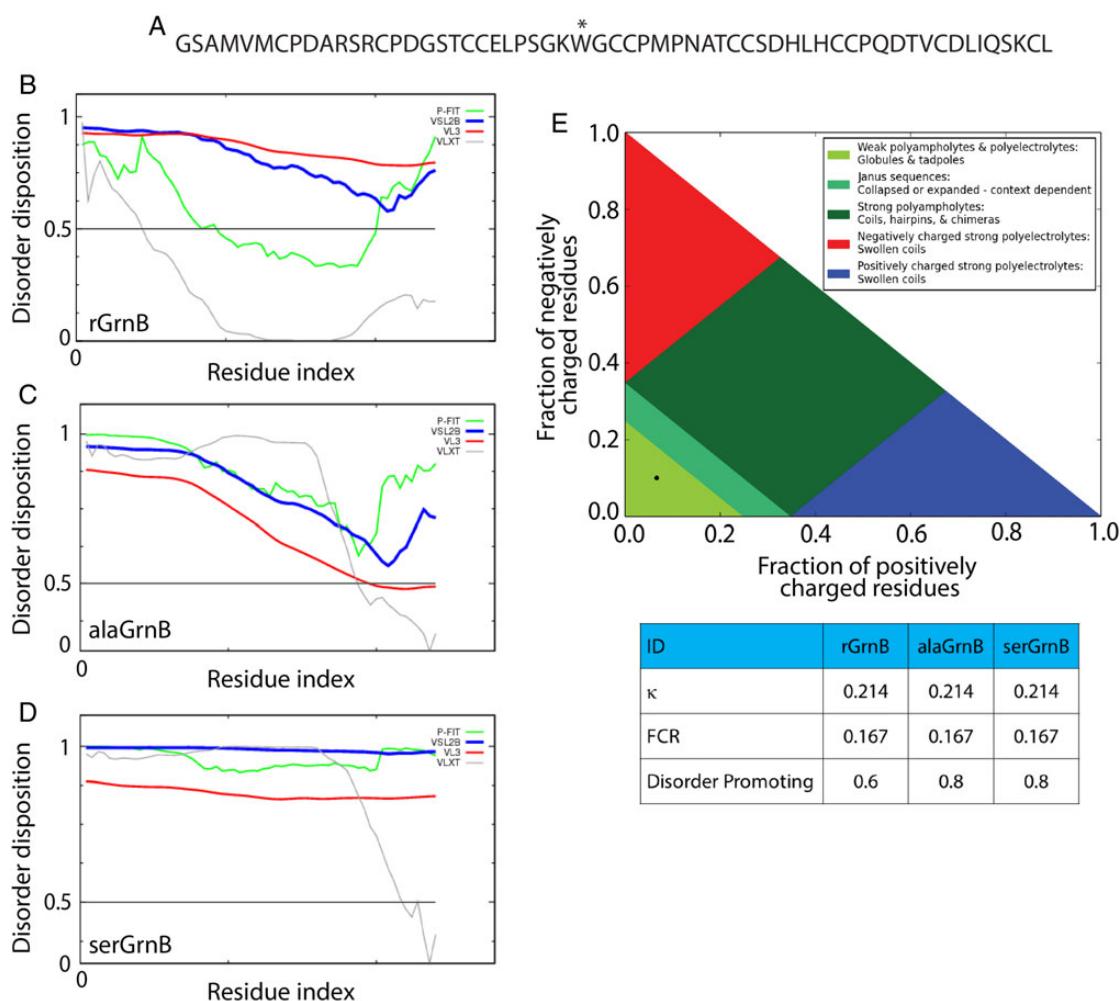 *
A GSAMVMCPDARSRCPDGSTCCELPSGKWGCCPMPNATCCSDHLHCCPQDTVCDLIQSKCL
B
Disorder disposition
1
0.5
0
P-FIT
VSL2B
VL3
VLXT
rGrnB
0
Residue index
C
Disorder disposition
1
0.5
0
P-FIT
VSL2B
VL3
VLXT
alaGrnB
0
Residue index
D
Disorder disposition
1
0.5
0
P-FIT
VSL2B
VL3
VLXT
serGrnB
0
Residue index
E
Fraction of negatively
charged residues
1.0
0.8
0.6
0.4
0.2
0.0
Weak polyampholytes & polyelectrolytes:
Globules & tadpoles
Janus sequences:
Collapsed or expanded - context dependent
Strong polyampholytes:
Coils, hairpins, & chimeras
Negatively charged strong polyelectrolytes:
Swollen coils
Positively charged strong polyelectrolytes:
Swollen coils
0.0 0.2 0.4 0.6 0.8 1.0
Fraction of positively
charged residues
ID rGrnB alaGrnB serGrnB
κ 0.214 0.214 0.214
FCR 0.167 0.167 0.167
Disorder Promoting 0.6 0.8 0.8